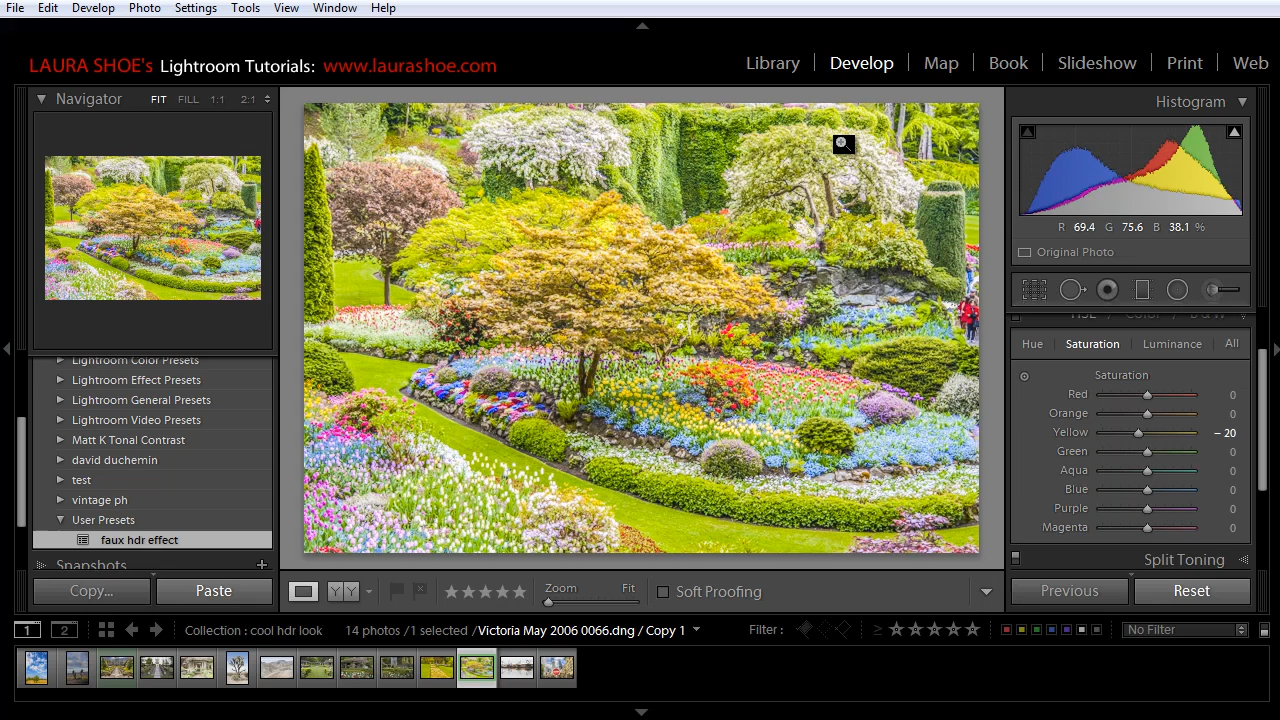 File Edit Develop Photo Settings Tools View Window Help
LAURA SHOE's Lightroom Tutorials: www.laurashoe.com
Library Develop Map Book Slideshow Print Web
Navigator FIT FILL 1:1 2:1
Histogram
R 69.4 G 75.6 B 38.1 %
Original Photo
HSL / Color / B & W
Hue Saturation Luminance All
Saturation
Red 0
Orange 0
Yellow – 20
Green 0
Aqua 0
Blue 0
Purple 0
Magenta 0
Split Toning
Previous Reset
Lightroom Color Presets
Lightroom Effect Presets
Lightroom General Presets
Lightroom Video Presets
Matt K Tonal Contrast
david duchemin
test
vintage ph
User Presets
faux hdr effect
Snapshots
Copy... Paste
YY Zoom Fit Soft Proofing
1 2 Collection : cool hdr look 14 photos /1 selected /Victoria May 2006 0066.dng / Copy 1 Filter : ≥ No Filter